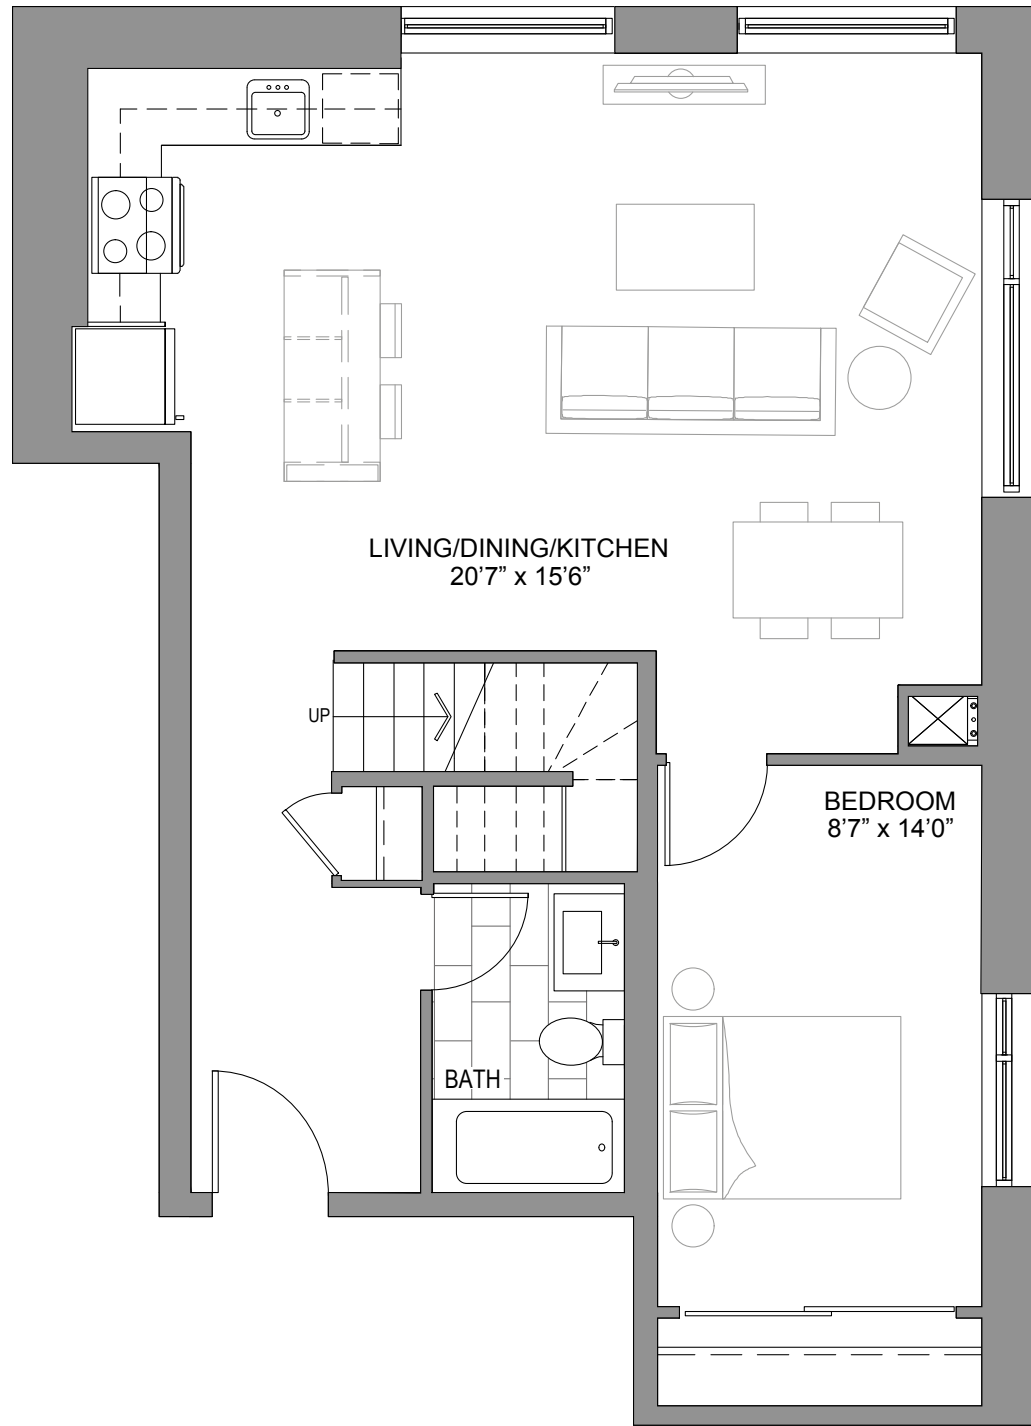 LIVING/DINING/KITCHEN
20’7” x 15’6”
UP
BEDROOM
8’7” x 14’0”
BATH